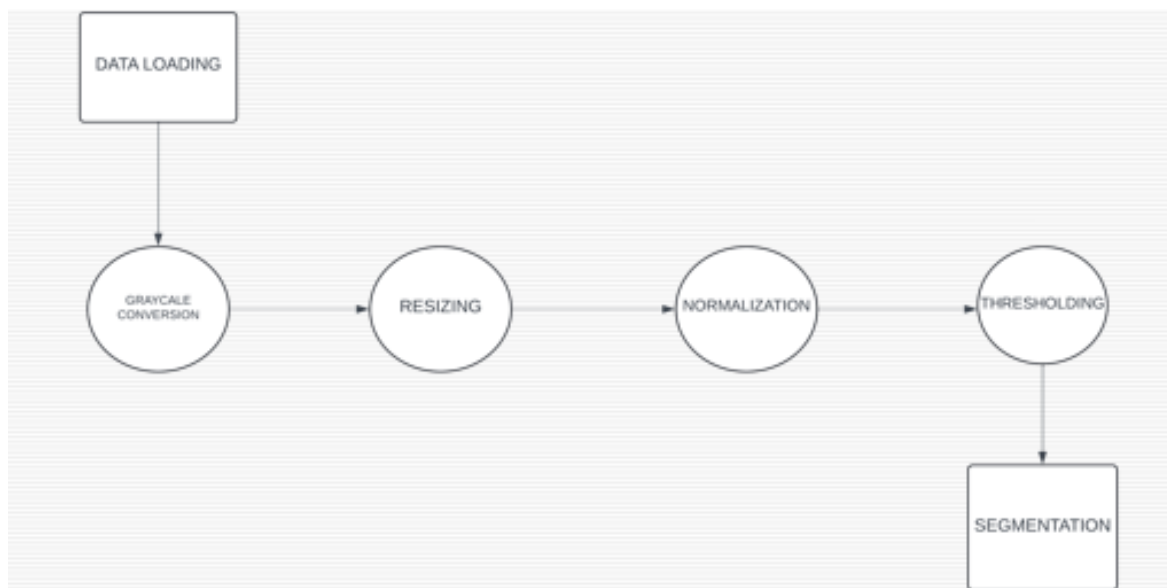 DATA LOADING
GRAYCALE
CONVERSION
RESIZING
NORMALIZATION
THRESHOLDING
SEGMENTATION